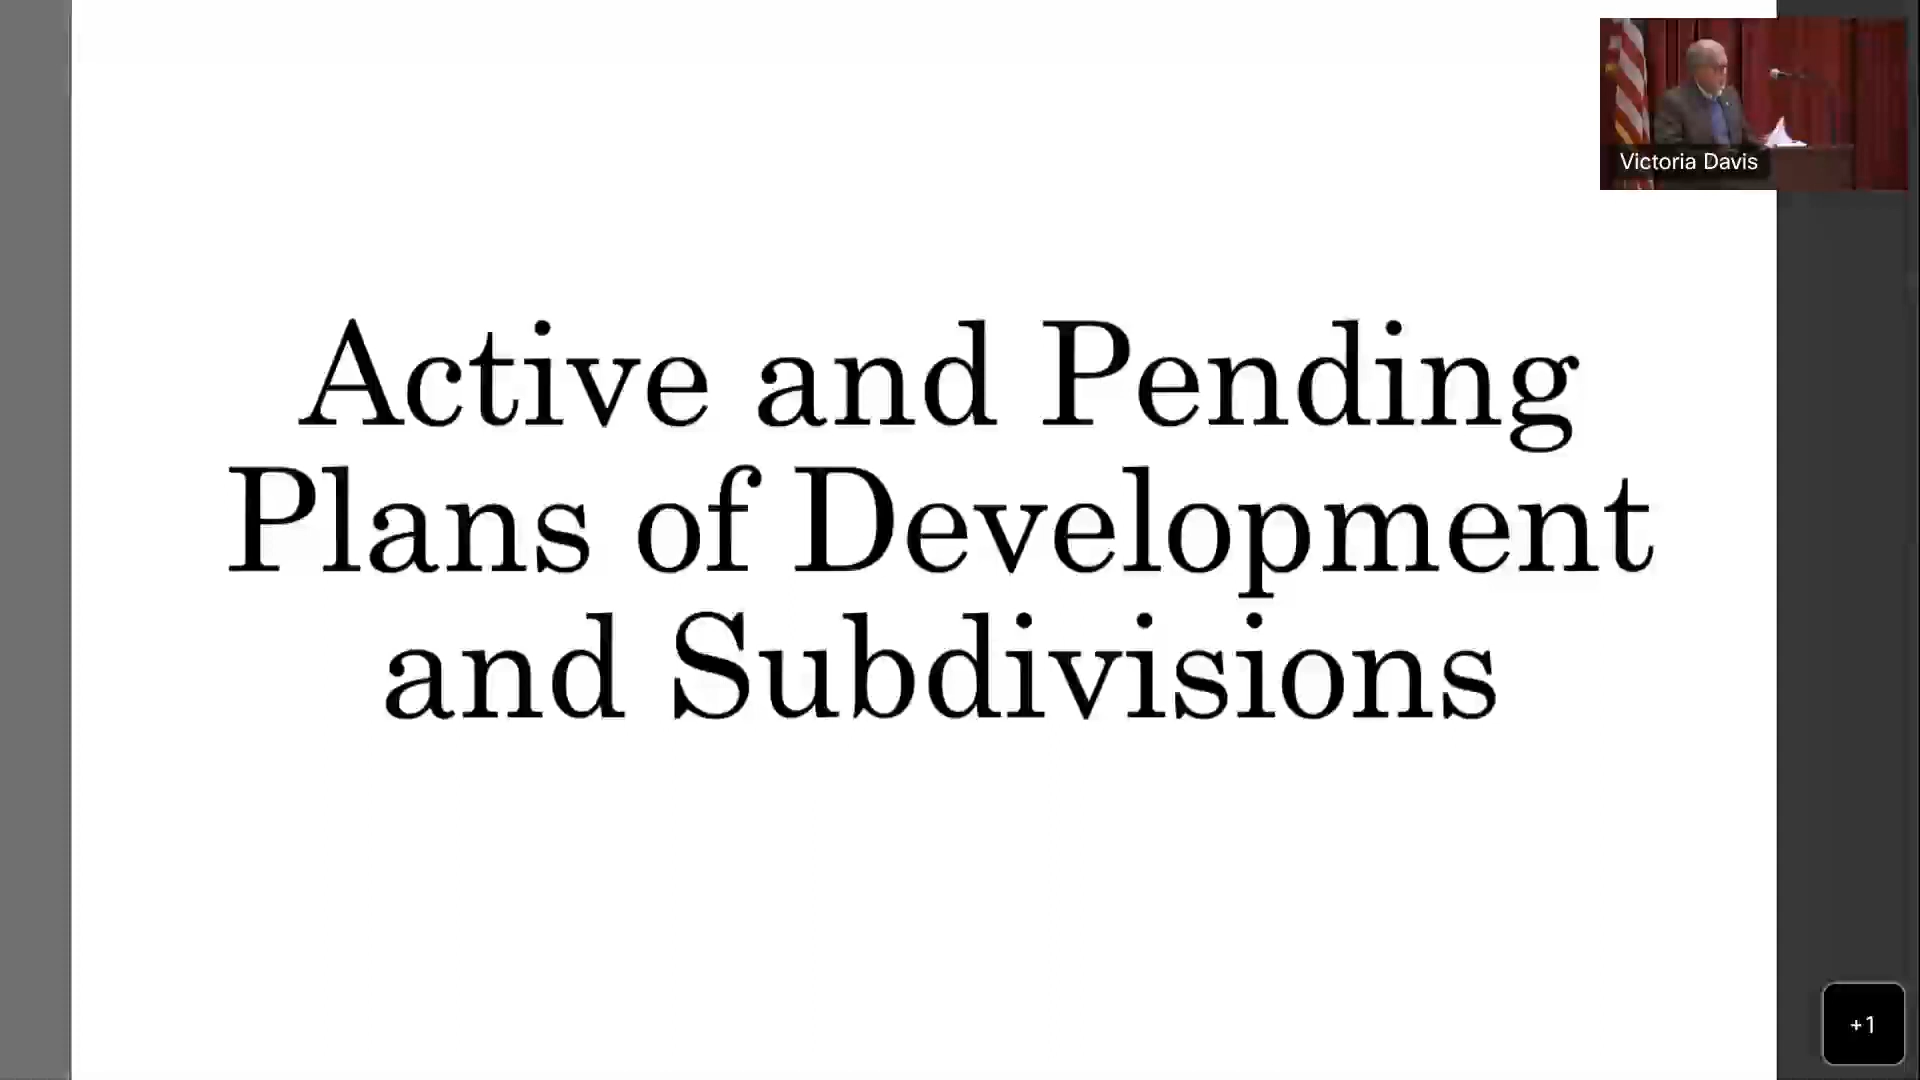 Victoria Davis
Active and Pending
Plans of Development
and Subdivisions
+1